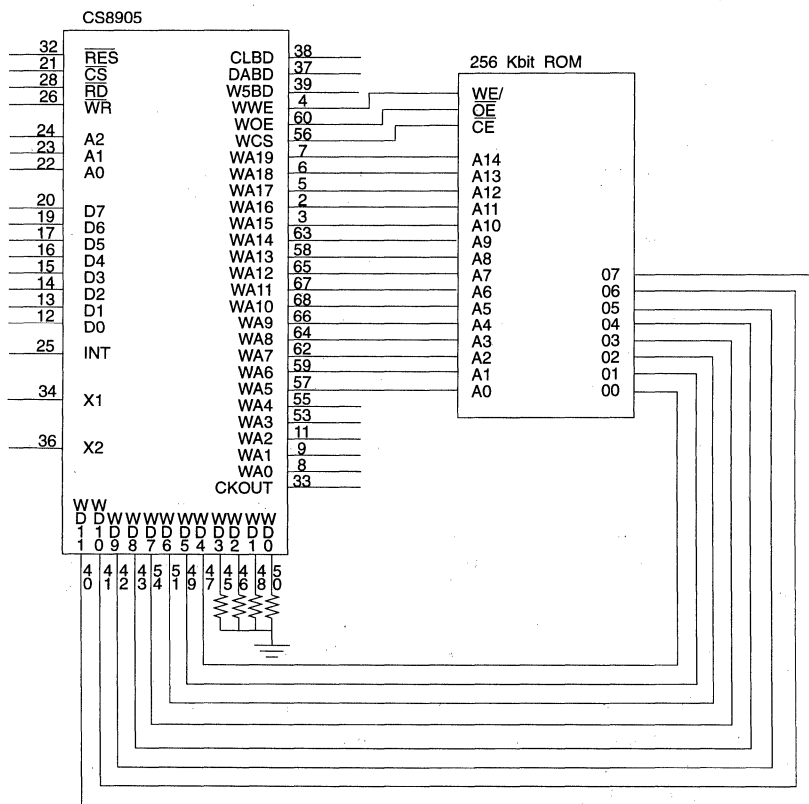 CS8905
32 RES
21 CS
28 RD
26 WR
24 A2
23 A1
22 A0
20 D7
19 D6
17 D5
16 D4
15 D3
14 D2
13 D1
12 D0
25 INT
34 X1
36 X2
CLBD 38
DABD 37
W5BD 39
WWE 4
WOE 60
WCS 56
WA19 7
WA18 6
WA17 5
WA16 2
WA15 3
WA14 63
WA13 58
WA12 65
WA11 67
WA10 68
WA9 66
WA8 64
WA7 62
WA6 59
WA5 57
WA4 55
WA3 53
WA2 11
WA1 9
WA0 8
CKOUT 33
WD11 WD10 WD9 WD8 WD7 WD6 WD5 WD4 WD3 WD2 WD1 WD0
40 41 42 43 54 51 49 47 45 46 48 50
256 Kbit ROM
WE/
OE
CE
A14
A13
A12
A11
A10
A9
A8
A7 07
A6 06
A5 05
A4 04
A3 03
A2 02
A1 01
A0 00